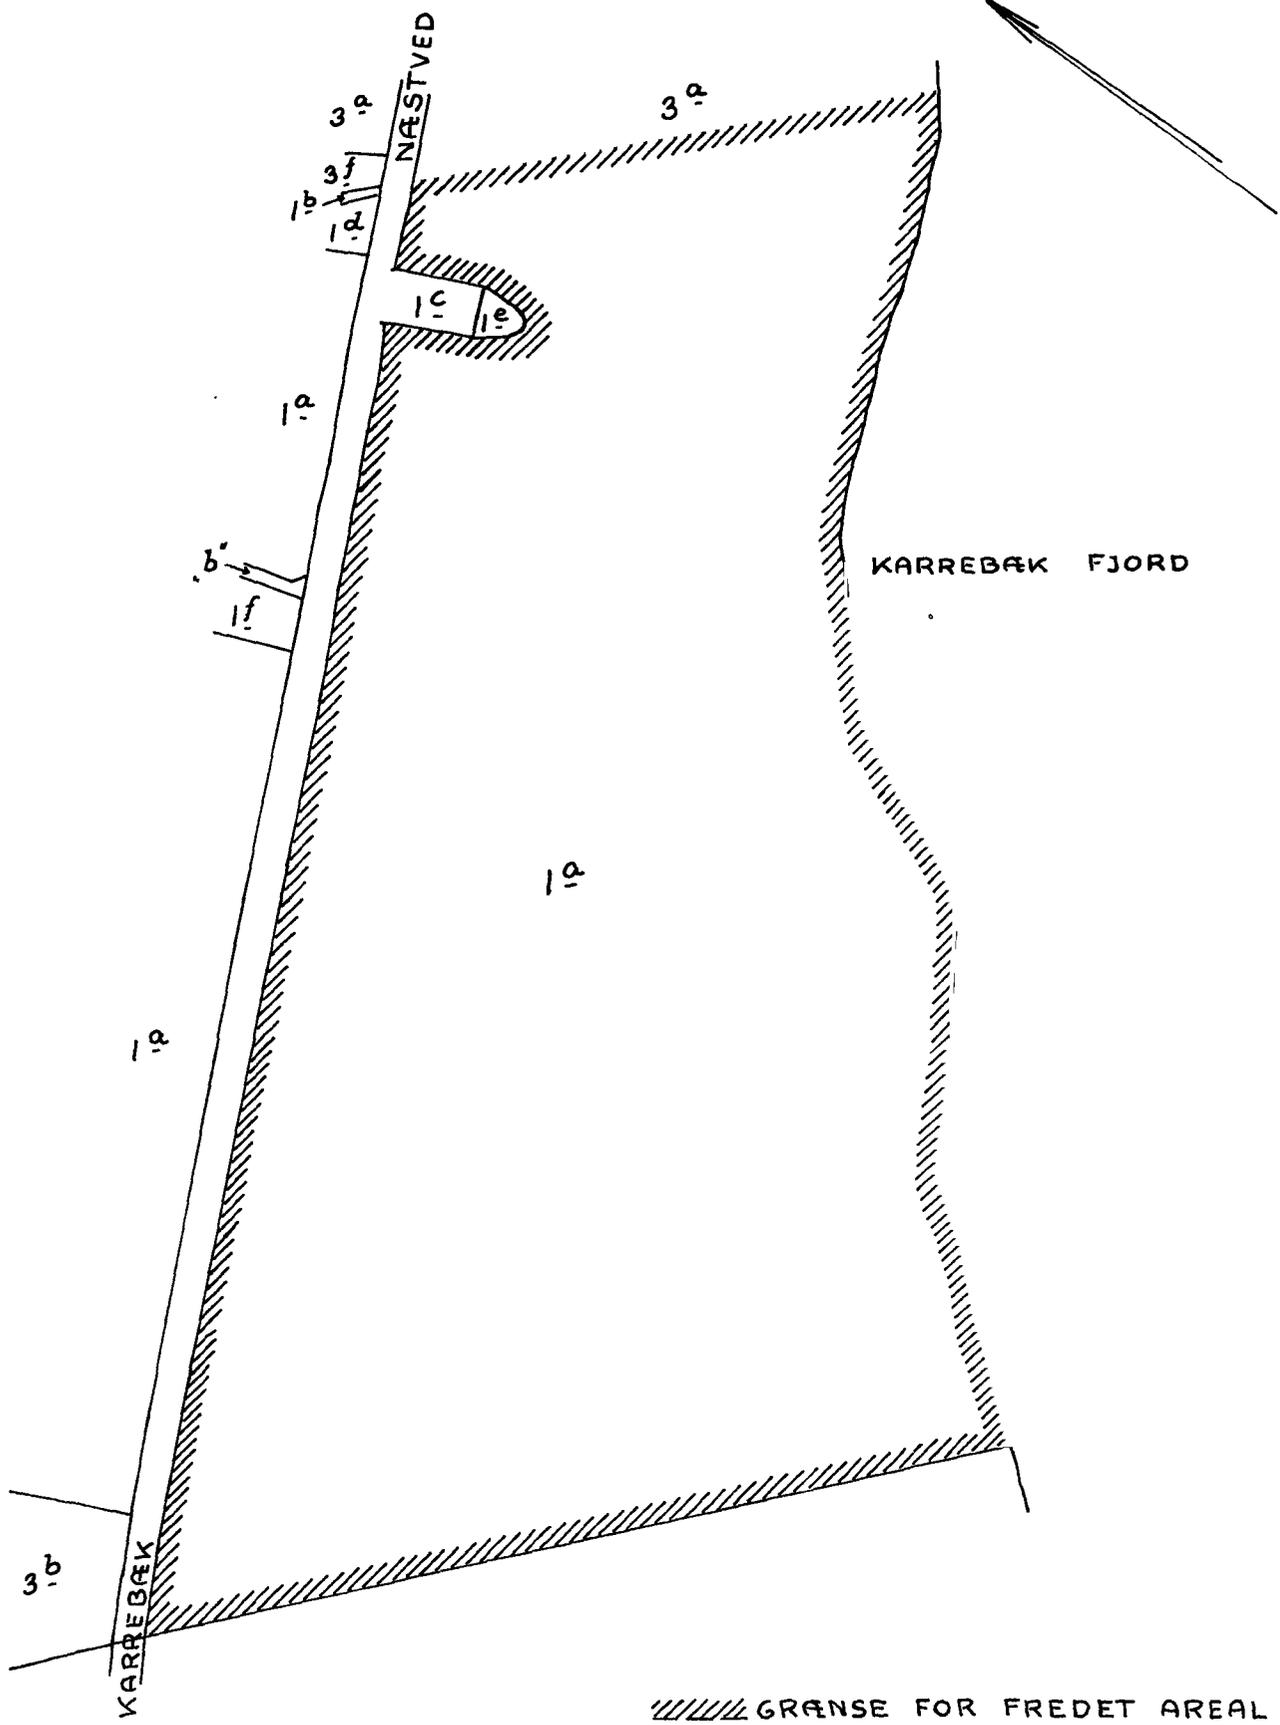 NÆSTVED
3a
3a
3f
1b
1d
1c
1e
1a
"b"
KARREBÆK FJORD
1f
1a
1a
3b
KARREBÆK
GRÆNSE FOR FREDET AREAL